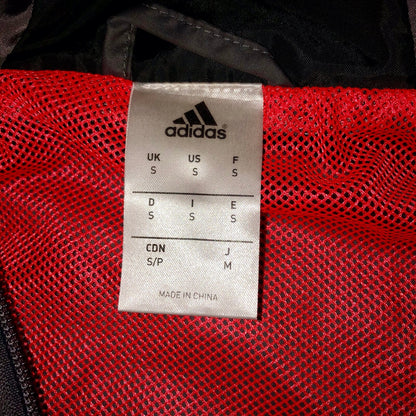 adidas
UK US F
S S S
D I E
S S S
CDN J
S/P M
MADE IN CHINA